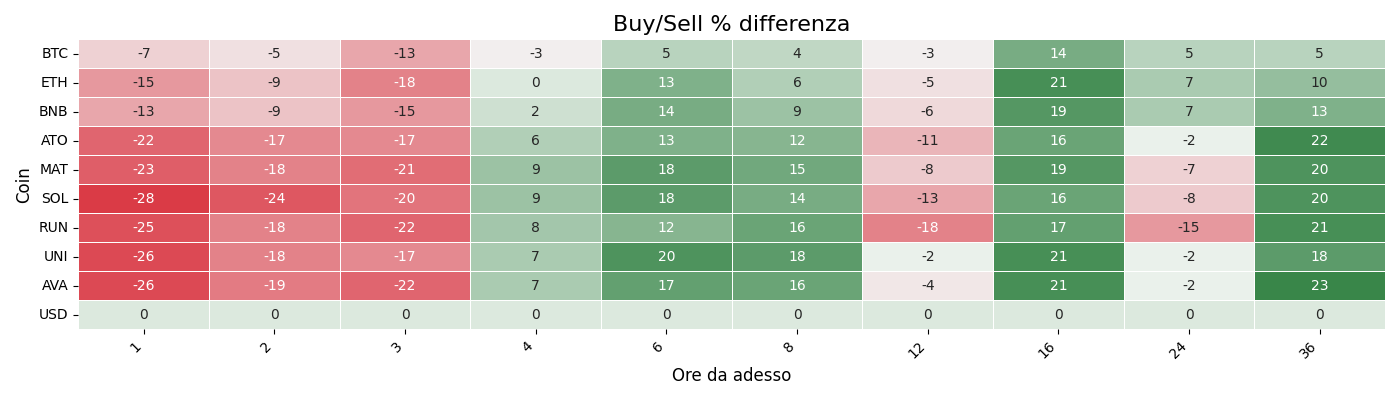 Buy/Sell % differenza
Coin
BTC -7 -5 -13 -3 5 4 -3 14 5 5
ETH -15 -9 -18 0 13 6 -5 21 7 10
BNB -13 -9 -15 2 14 9 -6 19 7 13
ATO -22 -17 -17 6 13 12 -11 16 -2 22
MAT -23 -18 -21 9 18 15 -8 19 -7 20
SOL -28 -24 -20 9 18 14 -13 16 -8 20
RUN -25 -18 -22 8 12 16 -18 17 -15 21
UNI -26 -18 -17 7 20 18 -2 21 -2 18
AVA -26 -19 -22 7 17 16 -4 21 -2 23
USD 0 0 0 0 0 0 0 0 0 0
1 2 3 4 6 8 12 16 24 36
Ore da adesso